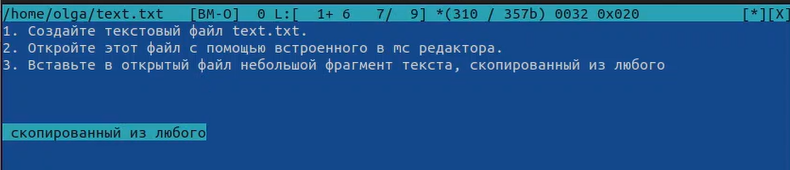 /home/olga/text.txt   [BM-O]  0 L:[  1+ 6   7/  9] *(310 / 357b) 0032 0x020   [*][X]
1. Создайте текстовый файл text.txt.
2. Откройте этот файл с помощью встроенного в mc редактора.
3. Вставьте в открытый файл небольшой фрагмент текста, скопированный из любого
скопированный из любого